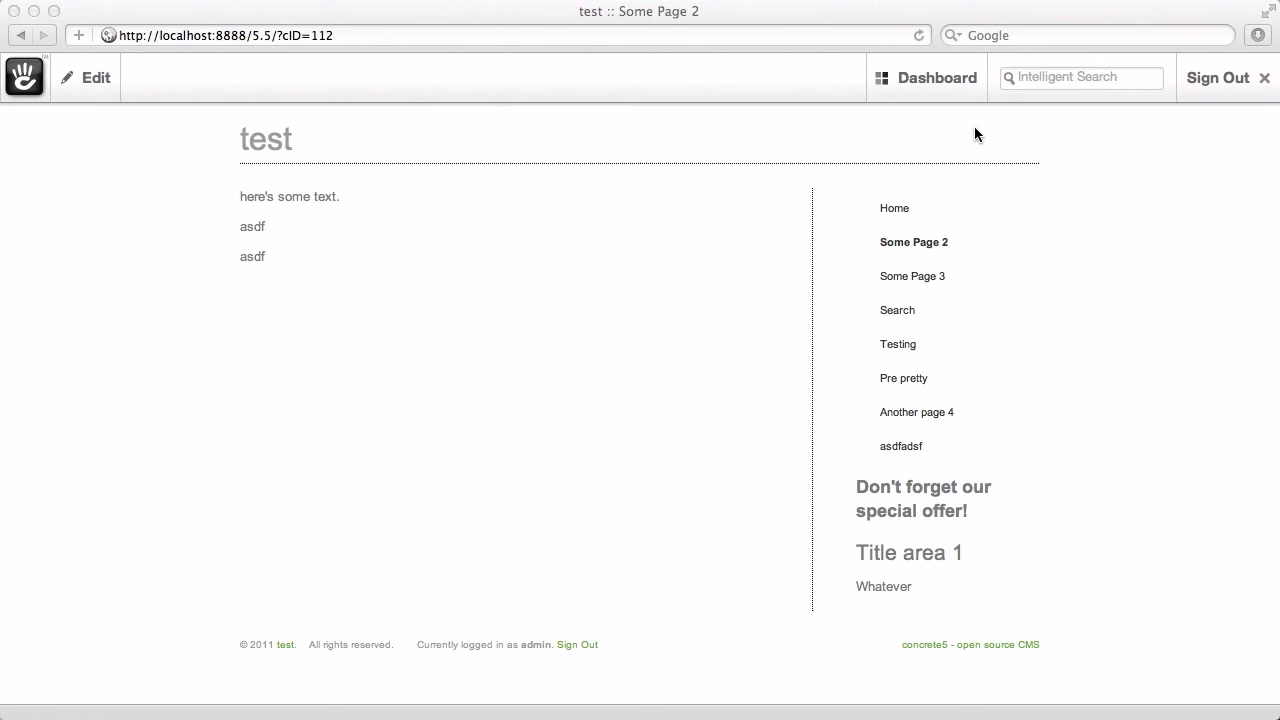 test :: Some Page 2
http://localhost:8888/5.5/?cID=112
Google
Edit
Dashboard
Intelligent Search
Sign Out
test
here's some text.
asdf
asdf
Home
Some Page 2
Some Page 3
Search
Testing
Pre pretty
Another page 4
asdfadsf
Don't forget our
special offer!
Title area 1
Whatever
© 2011 test. All rights reserved. Currently logged in as admin. Sign Out
concrete5 - open source CMS